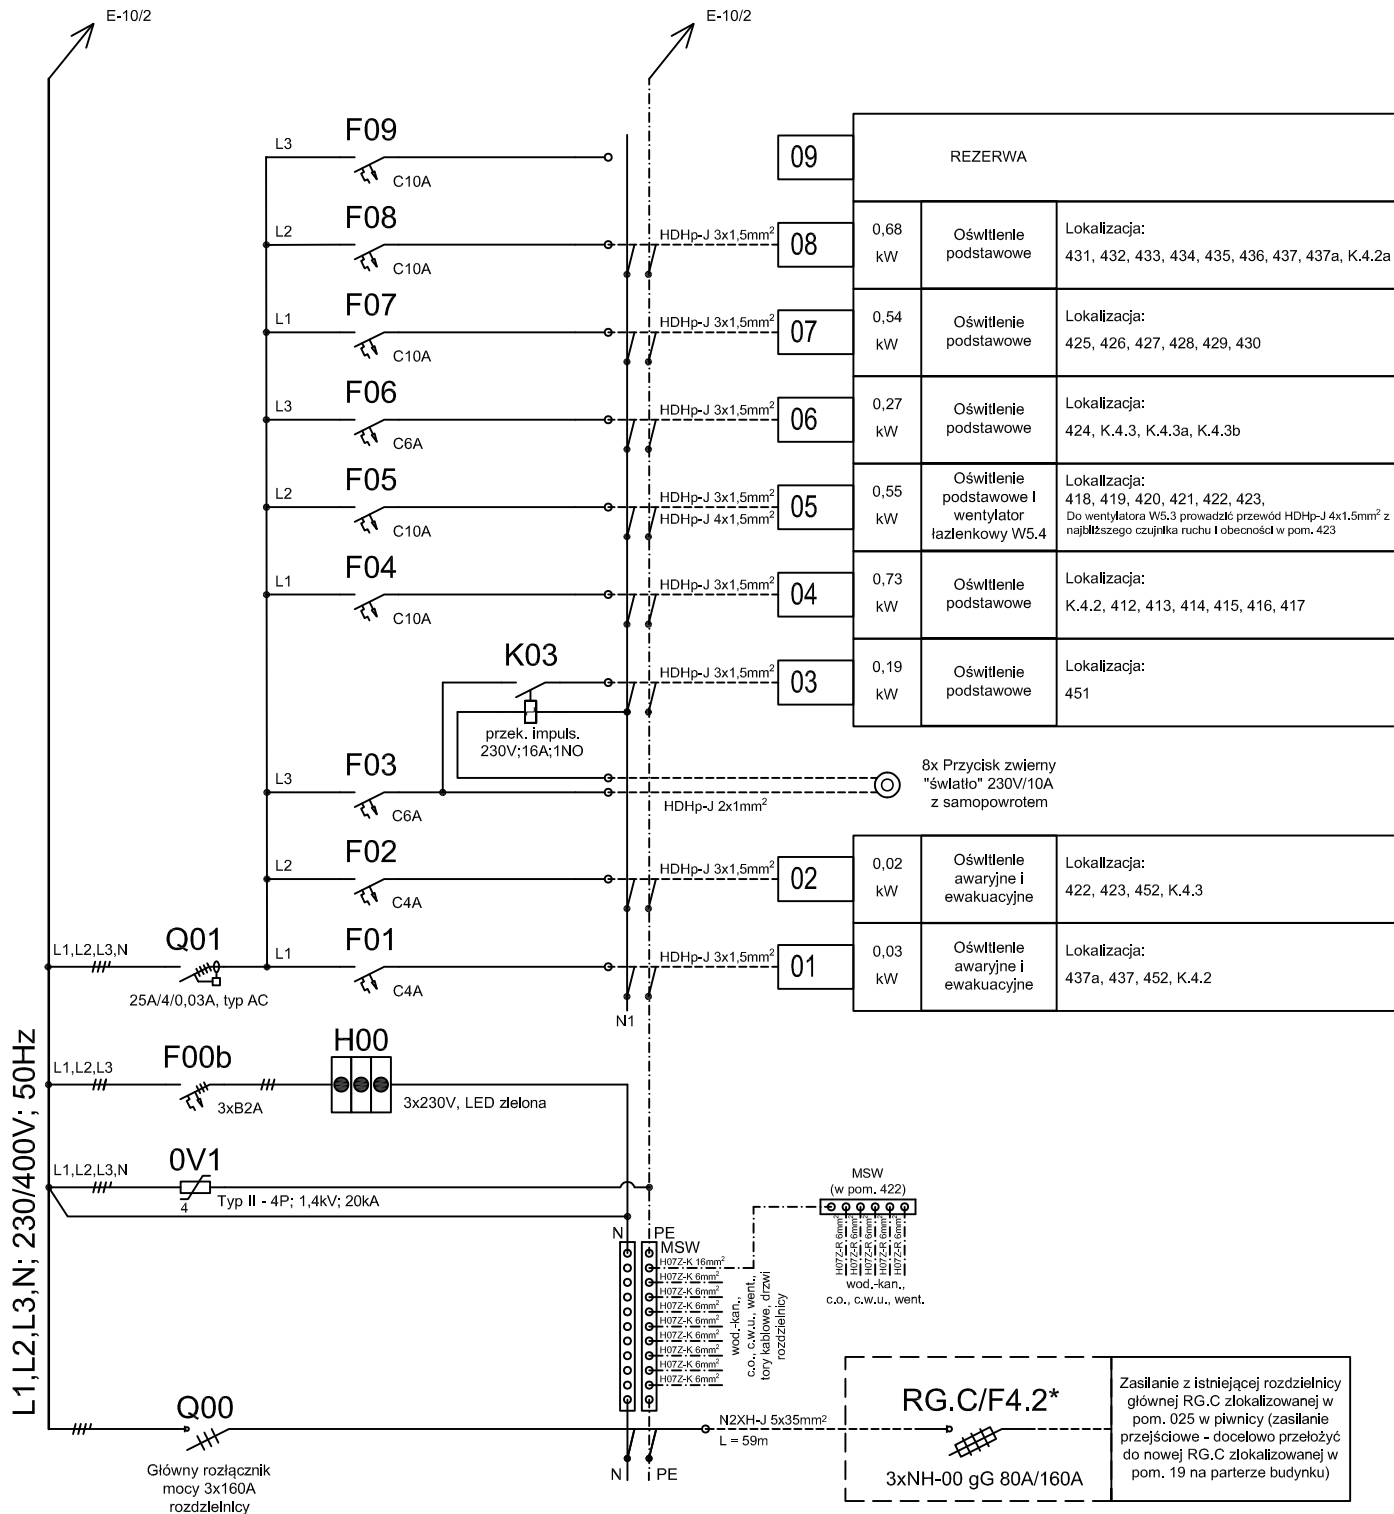 E-10/2
E-10/2
L3
F09
C10A
09
REZERWA
L2
F08
C10A
HDHp-J 3x1,5mm²
08
0,68
kW
Oświtlenie
podstawowe
Lokalizacja:
431, 432, 433, 434, 435, 436, 437, 437a, K.4.2a
L1
F07
C10A
HDHp-J 3x1,5mm²
07
0,54
kW
Oświtlenie
podstawowe
Lokalizacja:
425, 426, 427, 428, 429, 430
L3
F06
C6A
HDHp-J 3x1,5mm²
06
0,27
kW
Oświtlenie
podstawowe
Lokalizacja:
424, K.4.3, K.4.3a, K.4.3b
L2
F05
C10A
HDHp-J 3x1,5mm²
HDHp-J 4x1,5mm²
05
0,55
kW
Oświtlenie
podstawowe i
wentylator
łazienkowy W5.4
Lokalizacja:
418, 419, 420, 421, 422, 423,
Do wentylatora W5.3 prowadzić przewód HDHp-J 4x1.5mm² z
najbliższego czujnika ruchu i obecności w pom. 423
L1
F04
C10A
HDHp-J 3x1,5mm²
04
0,73
kW
Oświtlenie
podstawowe
Lokalizacja:
K.4.2, 412, 413, 414, 415, 416, 417
K03
przek. impuls.
230V;16A;1NO
HDHp-J 3x1,5mm²
03
0,19
kW
Oświtlenie
podstawowe
Lokalizacja:
451
L3
F03
C6A
HDHp-J 2x1mm²
8x Przycisk zwierny
"światło" 230V/10A
z samopowrotem
L2
F02
C4A
HDHp-J 3x1,5mm²
02
0,02
kW
Oświtlenie
awaryjne i
ewakuacyjne
Lokalizacja:
422, 423, 452, K.4.3
L1,L2,L3,N
Q01
25A/4/0,03A, typ AC
L1
F01
C4A
HDHp-J 3x1,5mm²
01
0,03
kW
Oświtlenie
awaryjne i
ewakuacyjne
Lokalizacja:
437a, 437, 452, K.4.2
N1
L1,L2,L3,N; 230/400V; 50Hz
L1,L2,L3
F00b
3xB2A
H00
3x230V, LED zielona
L1,L2,L3,N
0V1
4
Typ II - 4P; 1,4kV; 20kA
N
PE
MSW
H07Z-K 16mm²
H07Z-K 6mm²
H07Z-K 6mm²
H07Z-K 6mm²
H07Z-K 6mm²
H07Z-K 6mm²
H07Z-K 6mm²
H07Z-K 6mm²
H07Z-K 6mm²
wod.-kan.,
c.o., c.w.u., went.,
tory kablowe, drzwi
rozdzielnicy
MSW
(w pom. 422)
H07Z-R 6mm²
H07Z-R 6mm²
H07Z-R 6mm²
H07Z-R 6mm²
H07Z-R 6mm²
wod.-kan.,
c.o., c.w.u., went.
Q00
Główny rozłącznik
mocy 3x160A
rozdzielnicy
N
PE
N2XH-J 5x35mm²
L = 59m
RG.C/F4.2*
3xNH-00 gG 80A/160A
Zasilanie z istniejącej rozdzielnicy
głównej RG.C zlokalizowanej w
pom. 025 w piwnicy (zasilanie
przejściowe - docelowo przełożyć
do nowej RG.C zlokalizowanej w
pom. 19 na parterze budynku)